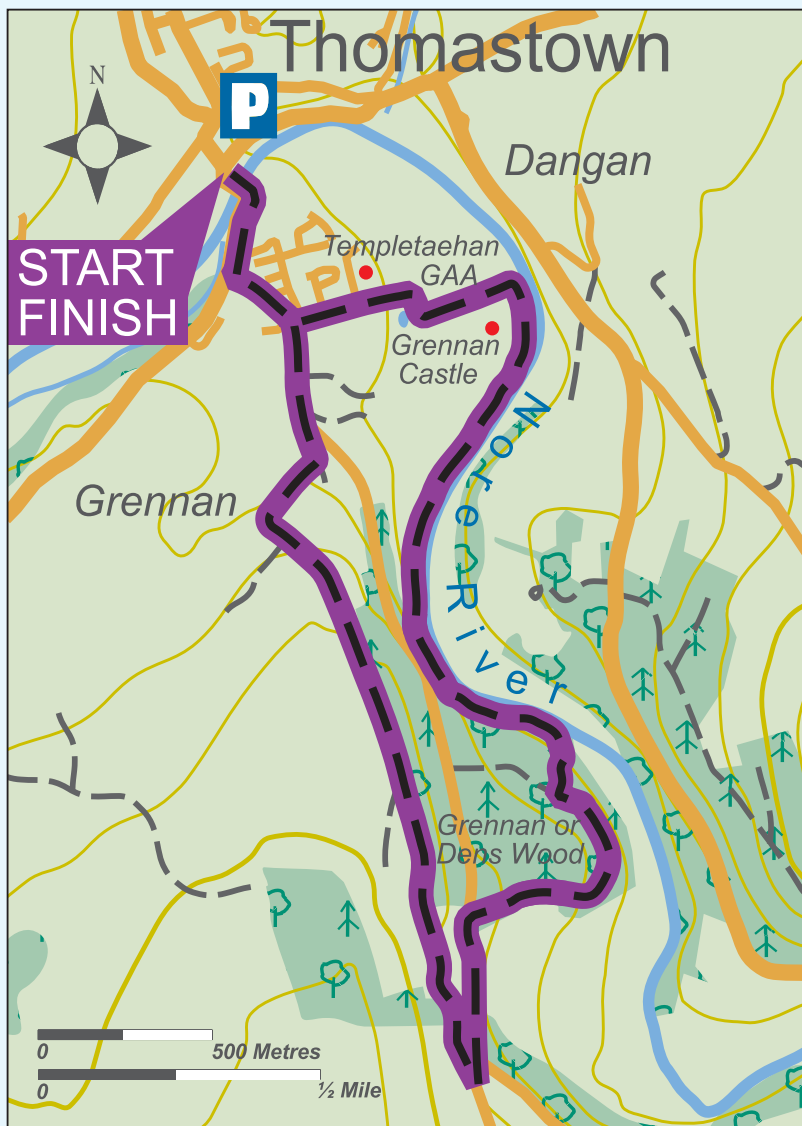 Thomastown
N
P
Dangan
START
FINISH
Templetaehan
GAA
Grennan
Castle
Nore River
Grennan
Grennan or
Dens Wood
0 500 Metres
0 ½ Mile